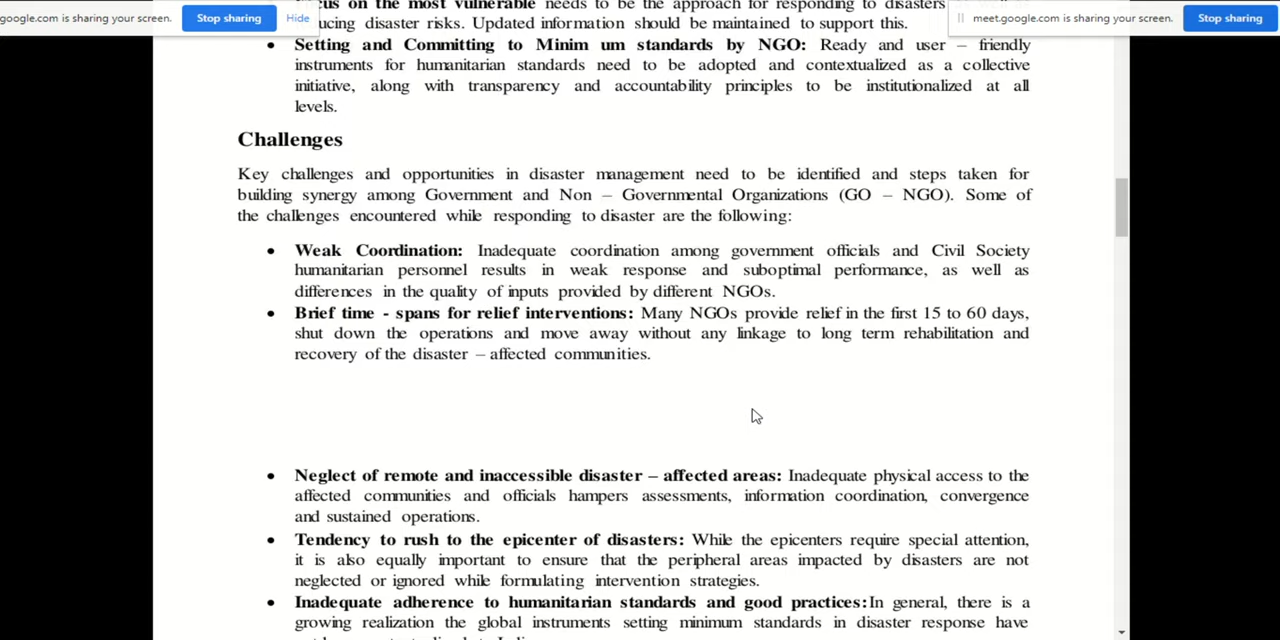 google.com is sharing your screen. Stop sharing Hide
meet.google.com is sharing your screen. Stop sharing
on the most vulnerable needs to be the approach for responding to disasters
disaster risks. Updated information should be maintained to support this.
• Setting and Committing to Minim um standards by NGO: Ready and user – friendly
instruments for humanitarian standards need to be adopted and contextualized as a collective
initiative, along with transparency and accountability principles to be institutionalized at all
levels.
Challenges
Key challenges and opportunities in disaster management need to be identified and steps taken for
building synergy among Government and Non – Governmental Organizations (GO – NGO). Some of
the challenges encountered while responding to disaster are the following:
• Weak Coordination: Inadequate coordination among government officials and Civil Society
humanitarian personnel results in weak response and suboptimal performance, as well as
differences in the quality of inputs provided by different NGOs.
• Brief time - spans for relief interventions: Many NGOs provide relief in the first 15 to 60 days,
shut down the operations and move away without any linkage to long term rehabilitation and
recovery of the disaster – affected communities.
• Neglect of remote and inaccessible disaster – affected areas: Inadequate physical access to the
affected communities and officials hampers assessments, information coordination, convergence
and sustained operations.
• Tendency to rush to the epicenter of disasters: While the epicenters require special attention,
it is also equally important to ensure that the peripheral areas impacted by disasters are not
neglected or ignored while formulating intervention strategies.
• Inadequate adherence to humanitarian standards and good practices:In general, there is a
growing realization the global instruments setting minimum standards in disaster response have